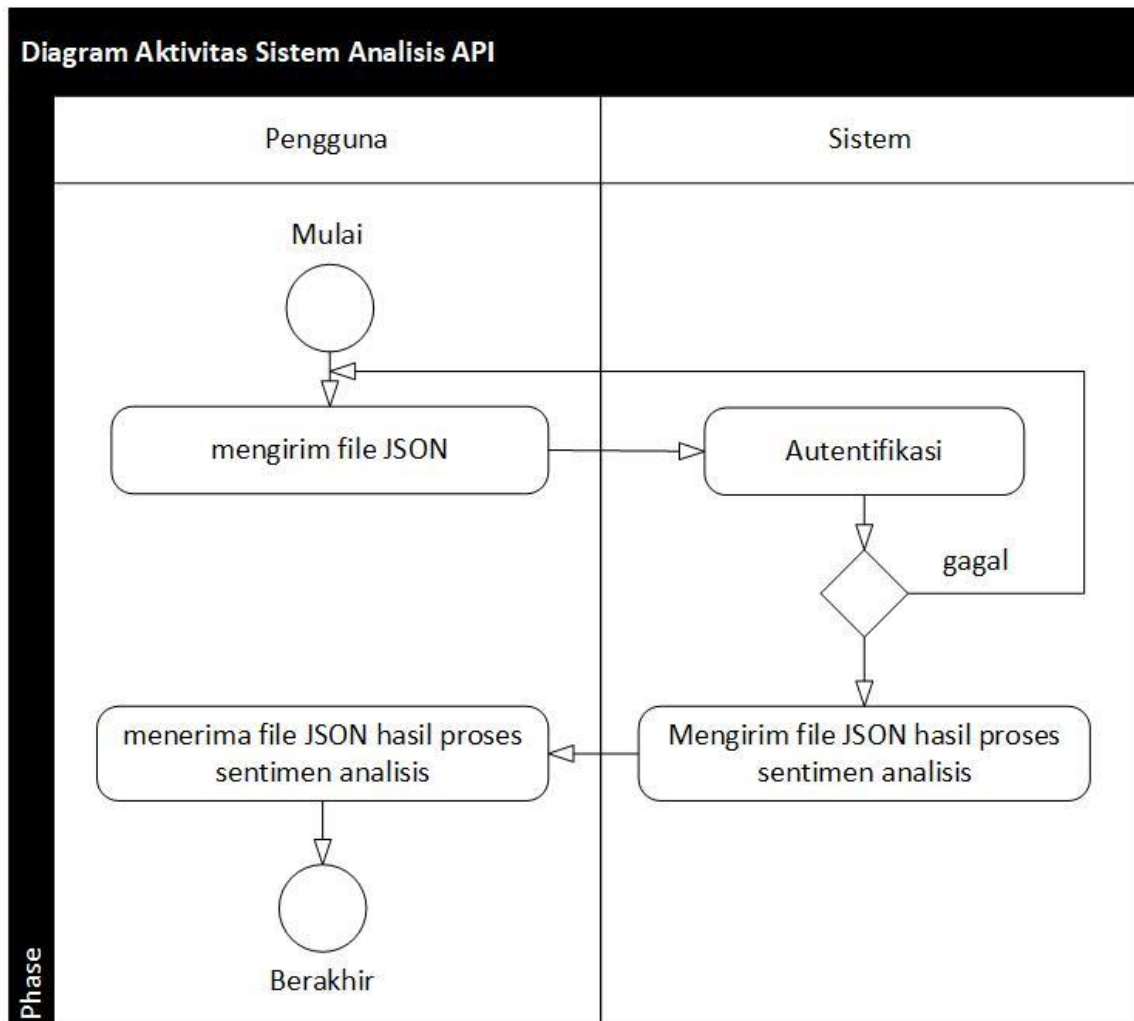 Diagram Aktivitas Sistem Analisis API
Pengguna
Sistem
Mulai
mengirim file JSON
Autentifikasi
gagal
menerima file JSON hasil proses
sentimen analisis
Mengirim file JSON hasil proses
sentimen analisis
Berakhir
Phase